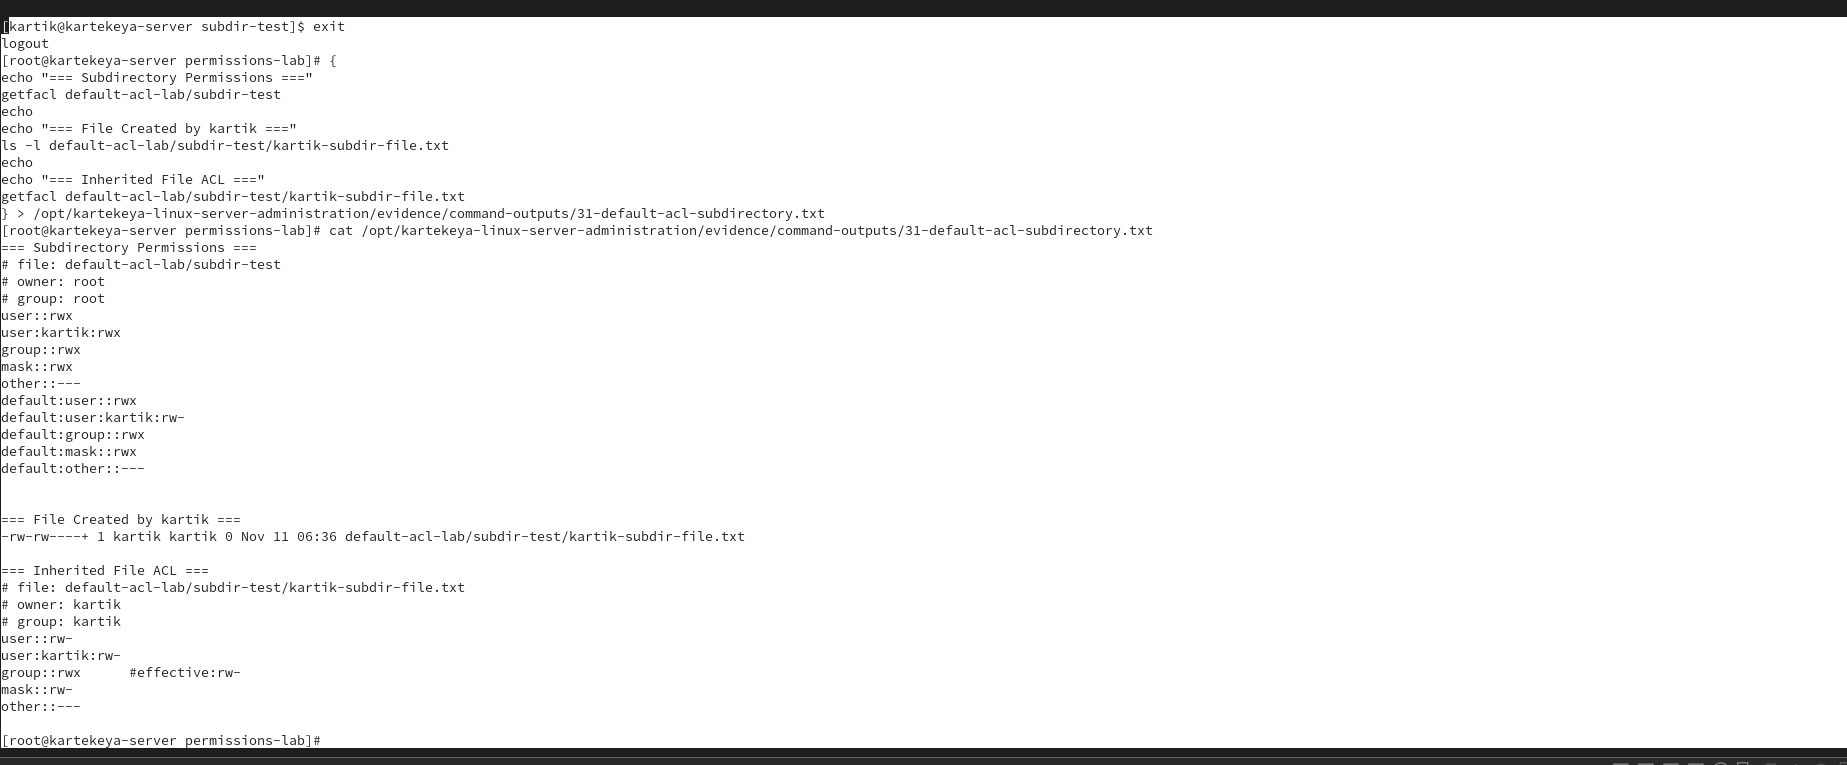 [kartik@kartekeya-server subdir-test]$ exit
logout
[root@kartekeya-server permissions-lab]# {
echo "=== Subdirectory Permissions ==="
getfacl default-acl-lab/subdir-test
echo
echo "=== File Created by kartik ==="
ls -l default-acl-lab/subdir-test/kartik-subdir-file.txt
echo
echo "=== Inherited File ACL ==="
getfacl default-acl-lab/subdir-test/kartik-subdir-file.txt
} > /opt/kartekeya-linux-server-administration/evidence/command-outputs/31-default-acl-subdirectory.txt
[root@kartekeya-server permissions-lab]# cat /opt/kartekeya-linux-server-administration/evidence/command-outputs/31-default-acl-subdirectory.txt
=== Subdirectory Permissions ===
# file: default-acl-lab/subdir-test
# owner: root
# group: root
user::rwx
user:kartik:rwx
group::rwx
mask::rwx
other::---
default:user::rwx
default:user:kartik:rw-
default:group::rwx
default:mask::rwx
default:other::---
=== File Created by kartik ===
-rw-rw----+ 1 kartik kartik 0 Nov 11 06:36 default-acl-lab/subdir-test/kartik-subdir-file.txt
=== Inherited File ACL ===
# file: default-acl-lab/subdir-test/kartik-subdir-file.txt
# owner: kartik
# group: kartik
user::rw-
user:kartik:rw-
group::rwx      #effective:rw-
mask::rw-
other::---
[root@kartekeya-server permissions-lab]#